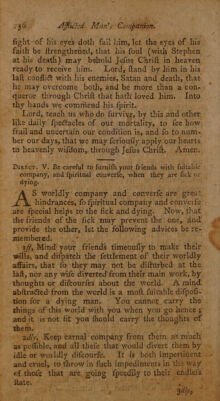 236 Afflicted Man's Companion.
sight of his eyes doth fail him, let the eyes of his
faith be strengthened, that his soul (with Stephen
at his death) may behold Jesus Christ in heaven
ready to receive him. Lord, stand by him in his
last conflict with his enemies, Satan and death, that
he may overcome both, and be more than a con-
queror through Christ that hath loved him. Into
thy hands we commend his spirit.
Lord, teach us who do survive, by this and other
like daily spectacles of our mortality, to see how
frail and uncertain our condition is, and so to num-
ber our days, that we may seriously apply our hearts
to heavenly wisdom, through Jesus Christ. Amen.
DIRECT. V. Be careful to furnish your friends with suitable
company, and spiritual converse, when they are sick or
dying.
AS worldly company and converse are great
hindrances, so spiritual company and converse
are special helps to the sick and dying. Now, that
the friends of the sick may prevent the one, and
provide the other, let the following advices be re-
membered.
1st, Mind your friends timeously to make their
wills, and dispatch the settlement of their worldly
affairs, that so they may not be disturbed at the
last, nor any wise diverted from their main work, by
thoughts or discourses about the world. A mind
abstracted from the world is a most suitable disposi-
tion for a dying man. You cannot carry the
things of this world with you when you go hence;
and it is not fit you should carry the thoughts of
them.
2dly, Keep carnal company from them as much
as possible, and all these that would divert them by
idle or worldly discourse. It is both impertinent
and cruel, to throw in such impediments in the way
of those that are going speedily to their endless
state.
3dly,